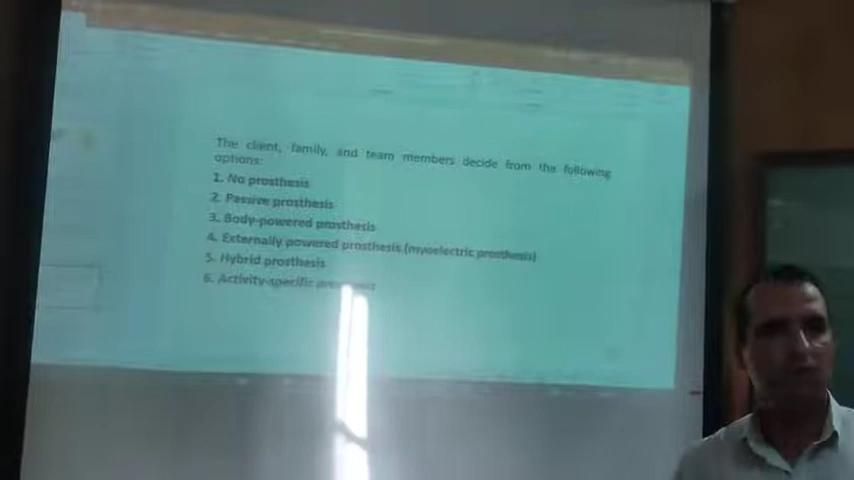 The client, family, and team members decide from the following
options:
1. No prosthesis
2. Passive prosthesis
3. Body-powered prosthesis
4. Externally powered prosthesis (myoelectric prosthesis)
5. Hybrid prosthesis
6. Activity-specific prosthesis